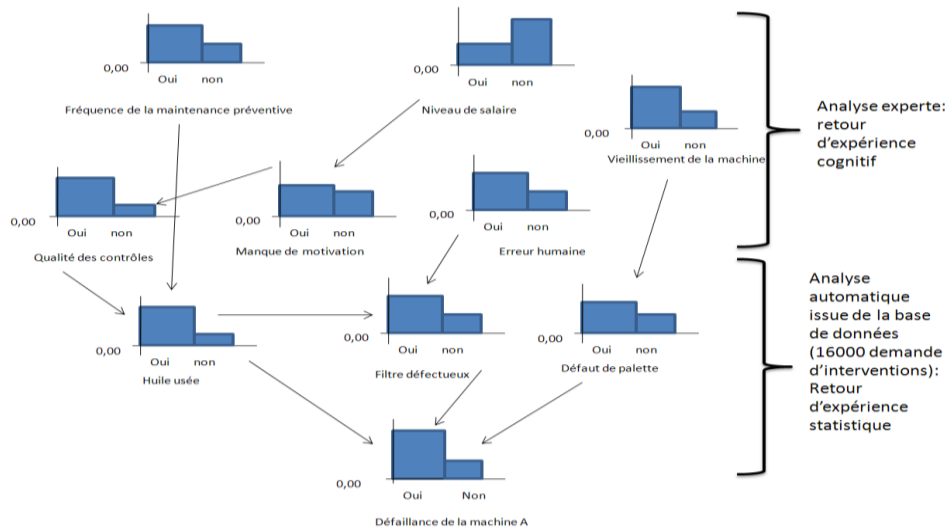 0,00
Oui non
Fréquence de la maintenance préventive
0,00
Oui non
Niveau de salaire
0,00
Oui non
Vieillissement de la machine
Analyse experte:
retour
d'expérience
cognitif
0,00
Oui non
Qualité des contrôles
0,00
Oui non
Manque de motivation
0,00
Oui non
Erreur humaine
0,00
Oui non
Huile usée
0,00
Oui non
Filtre défectueux
0,00
Oui non
Défaut de palette
Analyse
automatique
issue de la base
de données
(16000 demande
d'interventions):
Retour
d'expérience
statistique
0,00
Oui Non
Défaillance de la machine A